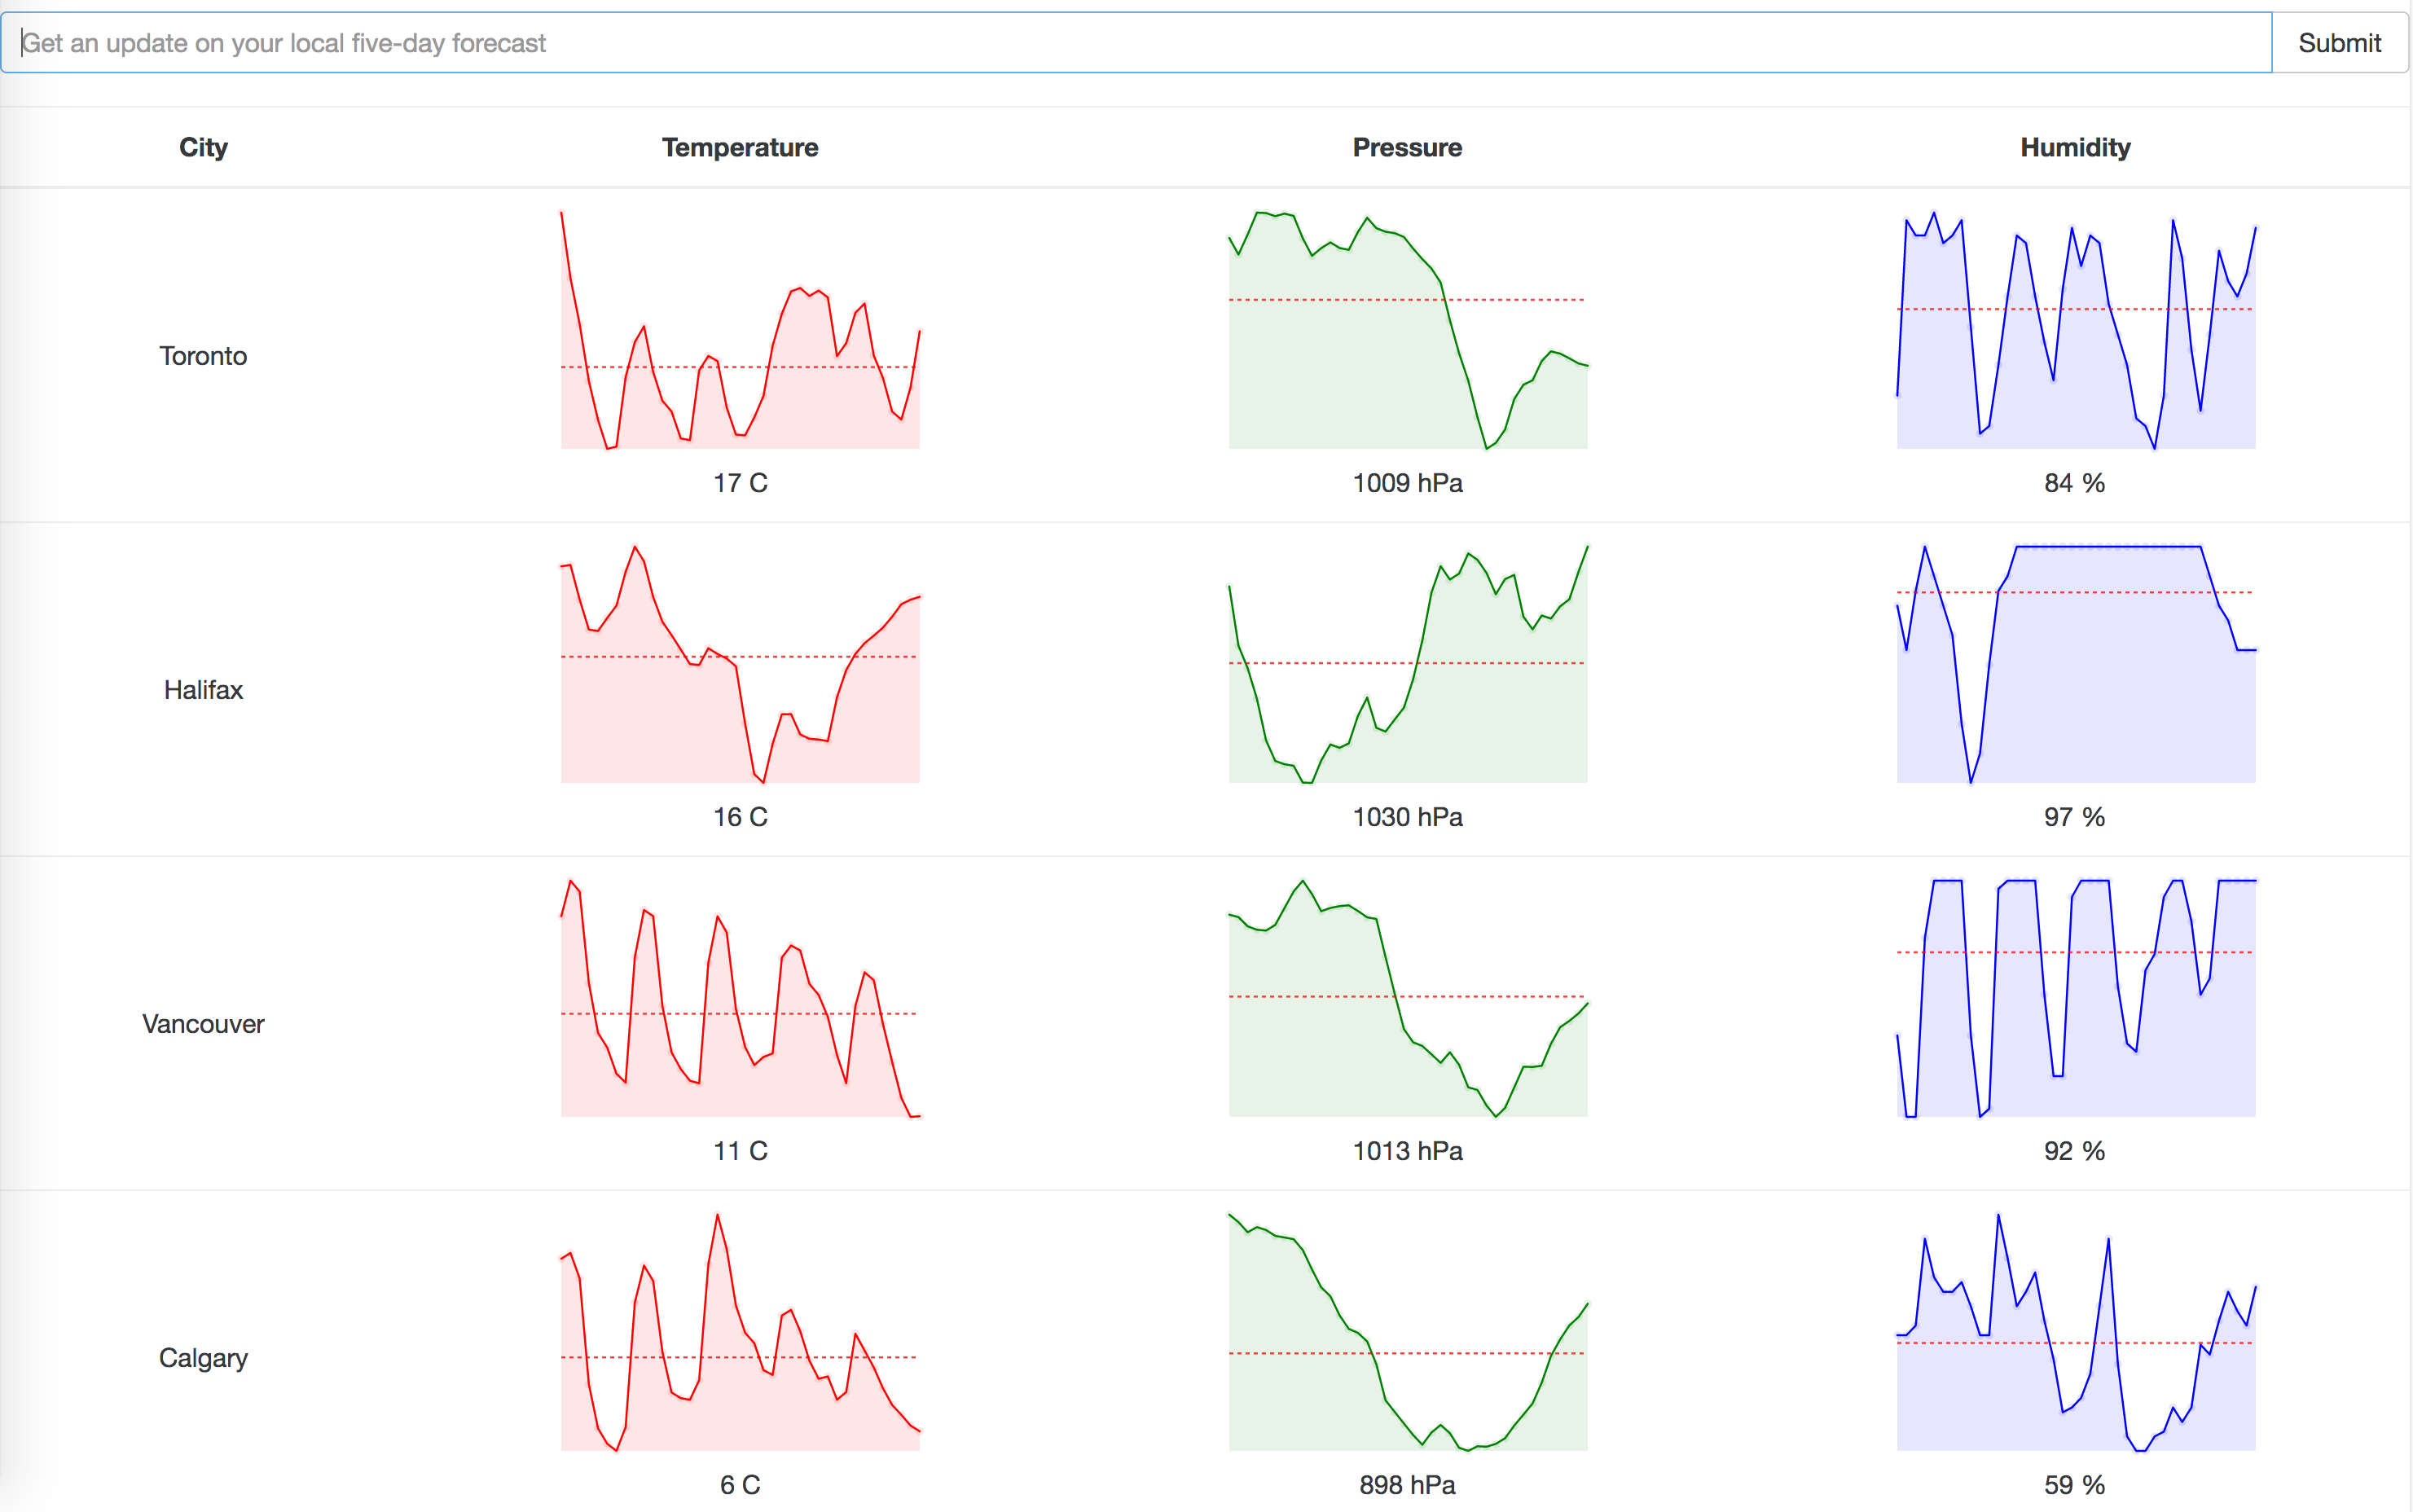 Get an update on your local five-day forecast Submit
City Temperature Pressure Humidity
Toronto
17 C 1009 hPa 84 %
Halifax
16 C 1030 hPa 97 %
Vancouver
11 C 1013 hPa 92 %
Calgary
6 C 898 hPa 59 %